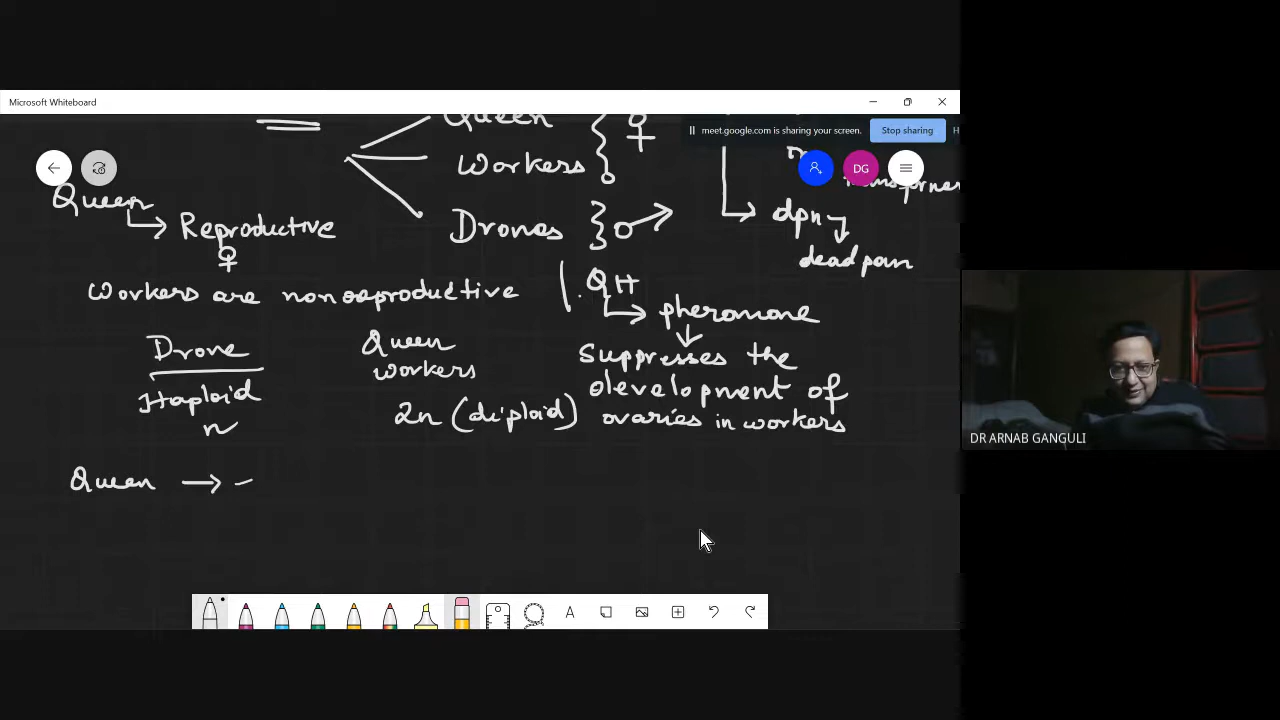 Microsoft Whiteboard
meet.google.com is sharing your screen.
Stop sharing
H
DG
Queen
Workers
Drones
Queen
Reproductive
♀
♀
Workers are nonreproductive
Drone
Haploid
n
Queen
workers
2n (diploid)
dpn
dead pan
1. QH
pheromone
Suppresses the
development of
ovaries in workers
Queen → -
A
DR ARNAB GANGULI